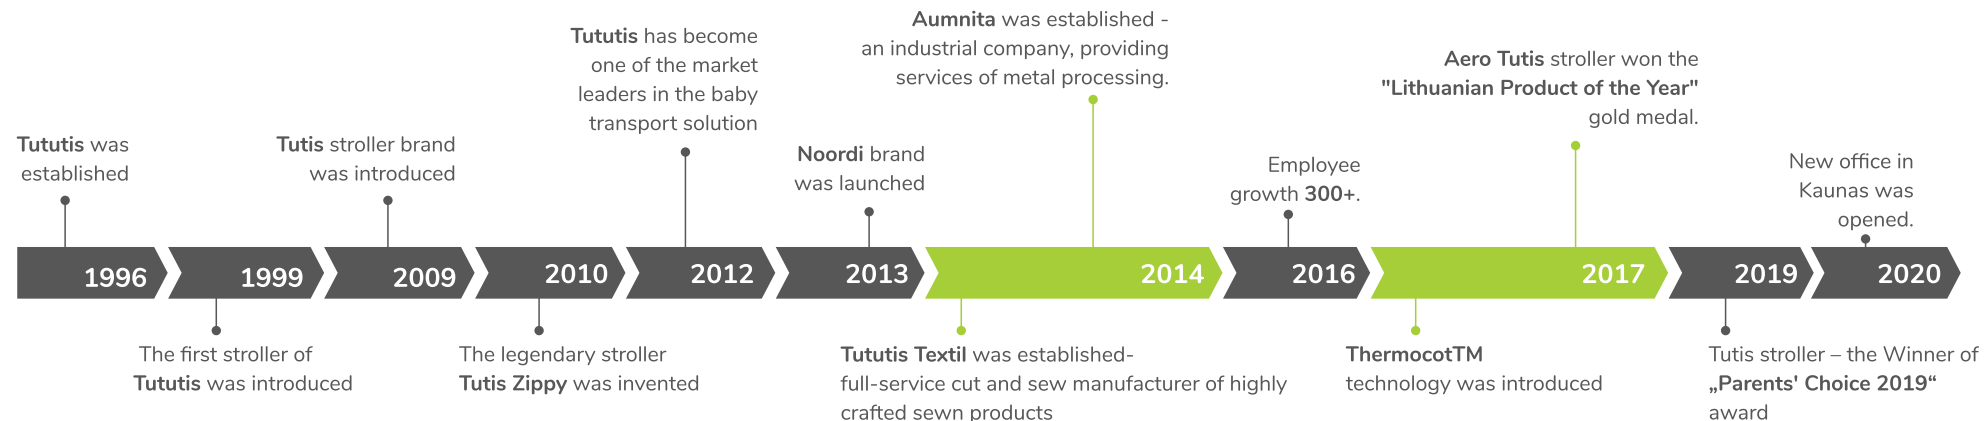 Tututis was
established
Tutis stroller brand
was introduced
Tututis has become
one of the market
leaders in the baby
transport solution
Noordi brand
was launched
Aumnita was established -
an industrial company, providing
services of metal processing.
Employee
growth 300+.
Aero Tutis stroller won the
"Lithuanian Product of the Year"
gold medal.
New office in
Kaunas was
opened.
1996
1999
2009
2010
2012
2013
2014
2016
2017
2019
2020
The first stroller of
Tututis was introduced
The legendary stroller
Tutis Zippy was invented
Tututis Textil was established-
full-service cut and sew manufacturer of highly
crafted sewn products
ThermocotTM
technology was introduced
Tutis stroller – the Winner of
„Parents' Choice 2019“
award